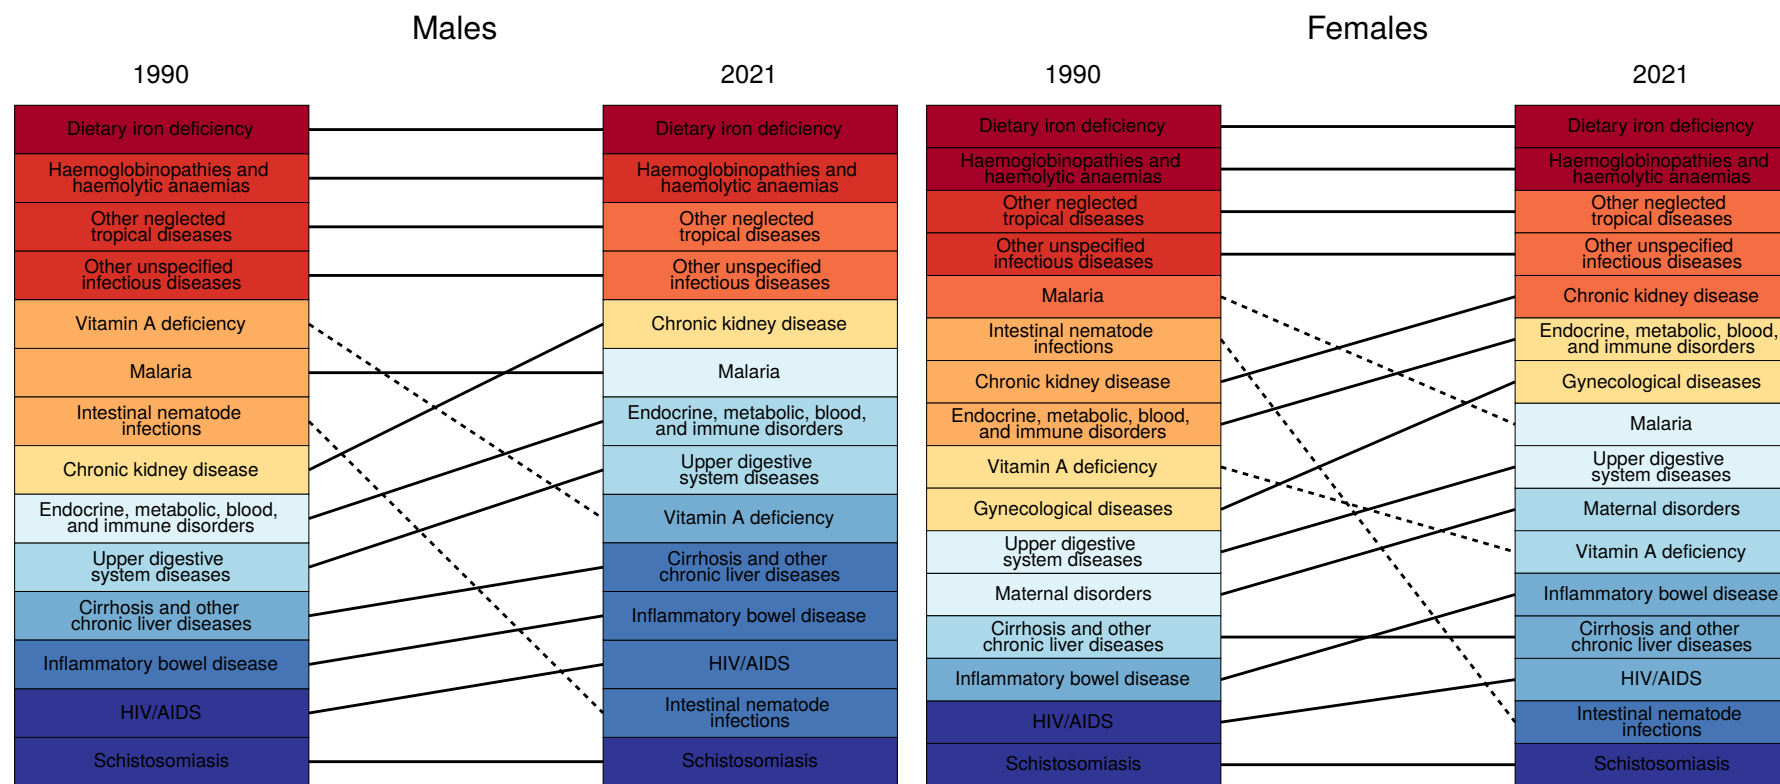 Males
1990
2021
Dietary iron deficiency
Haemoglobinopathies and
haemolytic anaemias
Other neglected
tropical diseases
Other unspecified
infectious diseases
Vitamin A deficiency
Malaria
Intestinal nematode
infections
Chronic kidney disease
Endocrine, metabolic, blood,
and immune disorders
Upper digestive
system diseases
Cirrhosis and other
chronic liver diseases
Inflammatory bowel disease
HIV/AIDS
Schistosomiasis
Dietary iron deficiency
Haemoglobinopathies and
haemolytic anaemias
Other neglected
tropical diseases
Other unspecified
infectious diseases
Chronic kidney disease
Malaria
Endocrine, metabolic, blood,
and immune disorders
Upper digestive
system diseases
Vitamin A deficiency
Cirrhosis and other
chronic liver diseases
Inflammatory bowel disease
HIV/AIDS
Intestinal nematode
infections
Schistosomiasis
Females
1990
2021
Dietary iron deficiency
Haemoglobinopathies and
haemolytic anaemias
Other neglected
tropical diseases
Other unspecified
infectious diseases
Malaria
Intestinal nematode
infections
Chronic kidney disease
Endocrine, metabolic, blood,
and immune disorders
Vitamin A deficiency
Gynecological diseases
Upper digestive
system diseases
Maternal disorders
Cirrhosis and other
chronic liver diseases
Inflammatory bowel disease
HIV/AIDS
Schistosomiasis
Dietary iron deficiency
Haemoglobinopathies and
haemolytic anaemias
Other neglected
tropical diseases
Other unspecified
infectious diseases
Chronic kidney disease
Endocrine, metabolic, blood,
and immune disorders
Gynecological diseases
Malaria
Upper digestive
system diseases
Maternal disorders
Vitamin A deficiency
Inflammatory bowel disease
Cirrhosis and other
chronic liver diseases
HIV/AIDS
Intestinal nematode
infections
Schistosomiasis